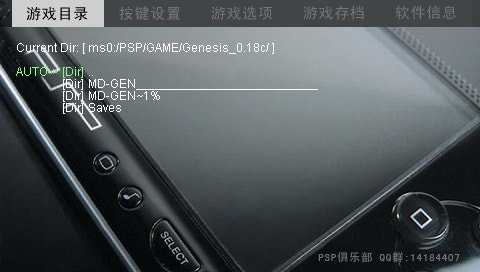 游戏目录 按键设置 游戏选项 游戏存档 软件信息
Current Dir: [ ms0:/PSP/GAME/Genesis_0.18c/ ]
AUTO> [Dir] ..
[Dir] MD-GEN______________________________
[Dir] MD-GEN~1%
[Dir] Saves
SELECT
PSP俱乐部 QQ群:14184407